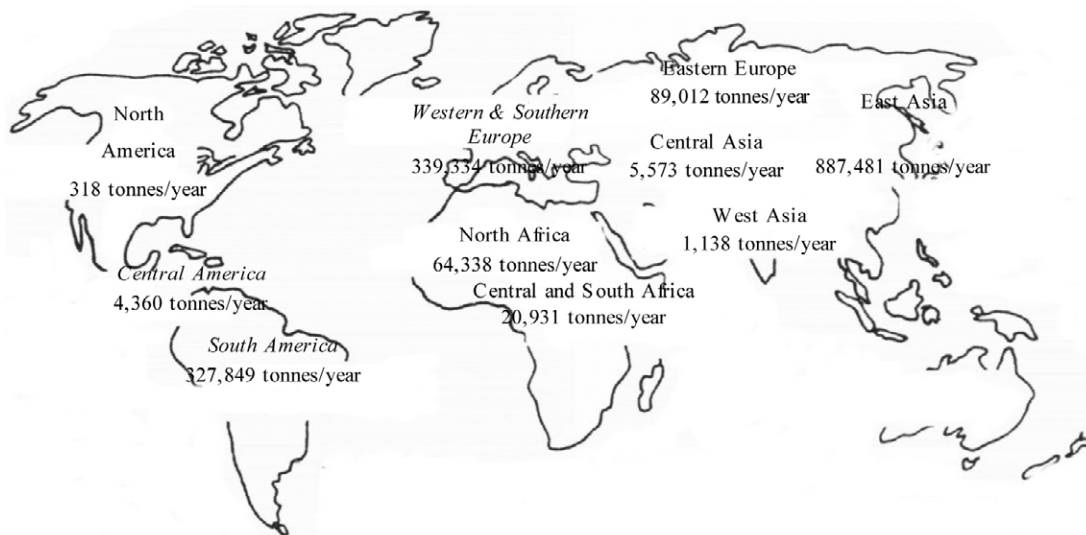 North
America
318 tonnes/year
Central America
4,360 tonnes/year
South America
327,849 tonnes/year
Western & Southern
Europe
339,334 tonnes/year
North Africa
64,338 tonnes/year
Central and South Africa
20,931 tonnes/year
Eastern Europe
89,012 tonnes/year
Central Asia
5,573 tonnes/year
West Asia
1,138 tonnes/year
East Asia
887,481 tonnes/year